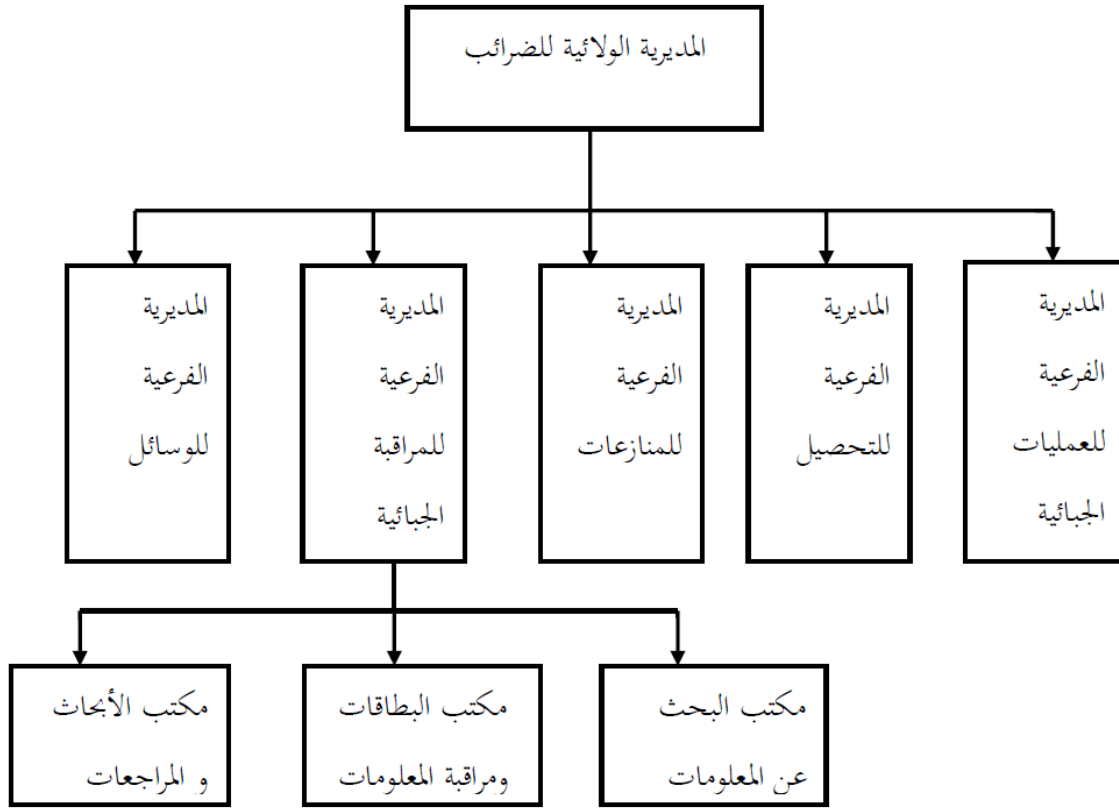 المديرية الولائية للضرائب
المديرية
الفرعية
للعمليات
الجبائية
المديرية
الفرعية
للتحصيل
المديرية
الفرعية
للمنازعات
المديرية
الفرعية
للمراقبة
الجبائية
المديرية
الفرعية
للوسائل
مكتب البحث
عن المعلومات
مكتب البطاقات
ومراقبة المعلومات
مكتب الأبحاث
و المراجعات